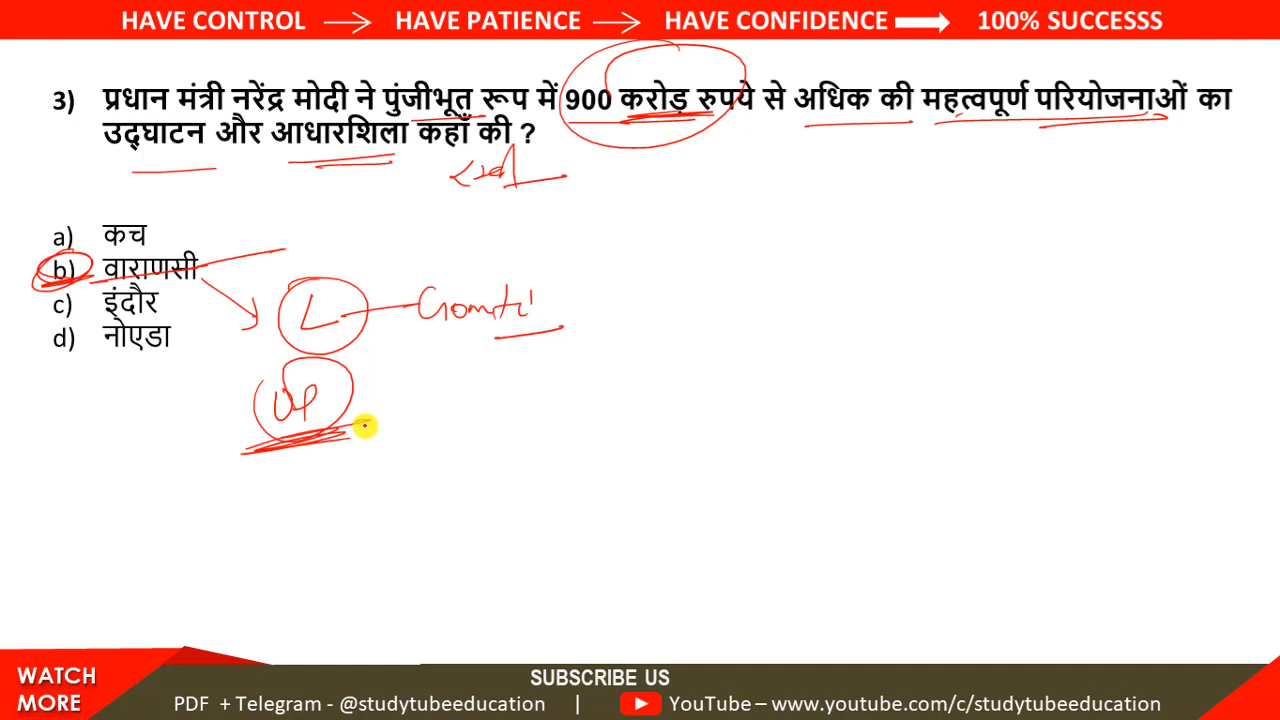 HAVE CONTROL → HAVE PATIENCE → HAVE CONFIDENCE → 100% SUCCESSS
3) प्रधान मंत्री नरेंद्र मोदी ने पुंजीभूत रूप में 900 करोड़ रुपये से अधिक की महत्वपूर्ण परियोजनाओं का
उद्घाटन और आधारशिला कहाँ की ?
a) कच
b) वाराणसी
c) इंदौर
d) नोएडा
L
Gomti
UP
WATCH
MORE
SUBSCRIBE US
PDF + Telegram - @studytubeeducation | YouTube – www.youtube.com/c/studytubeeducation